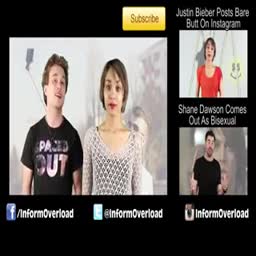 Subscribe
Justin Bieber Posts Bare
Butt On Instagram
$$
Shane Dawson Comes
Out As Bisexual
SPACED
OUT
/InformOverload
@InformOverload
InformOverload